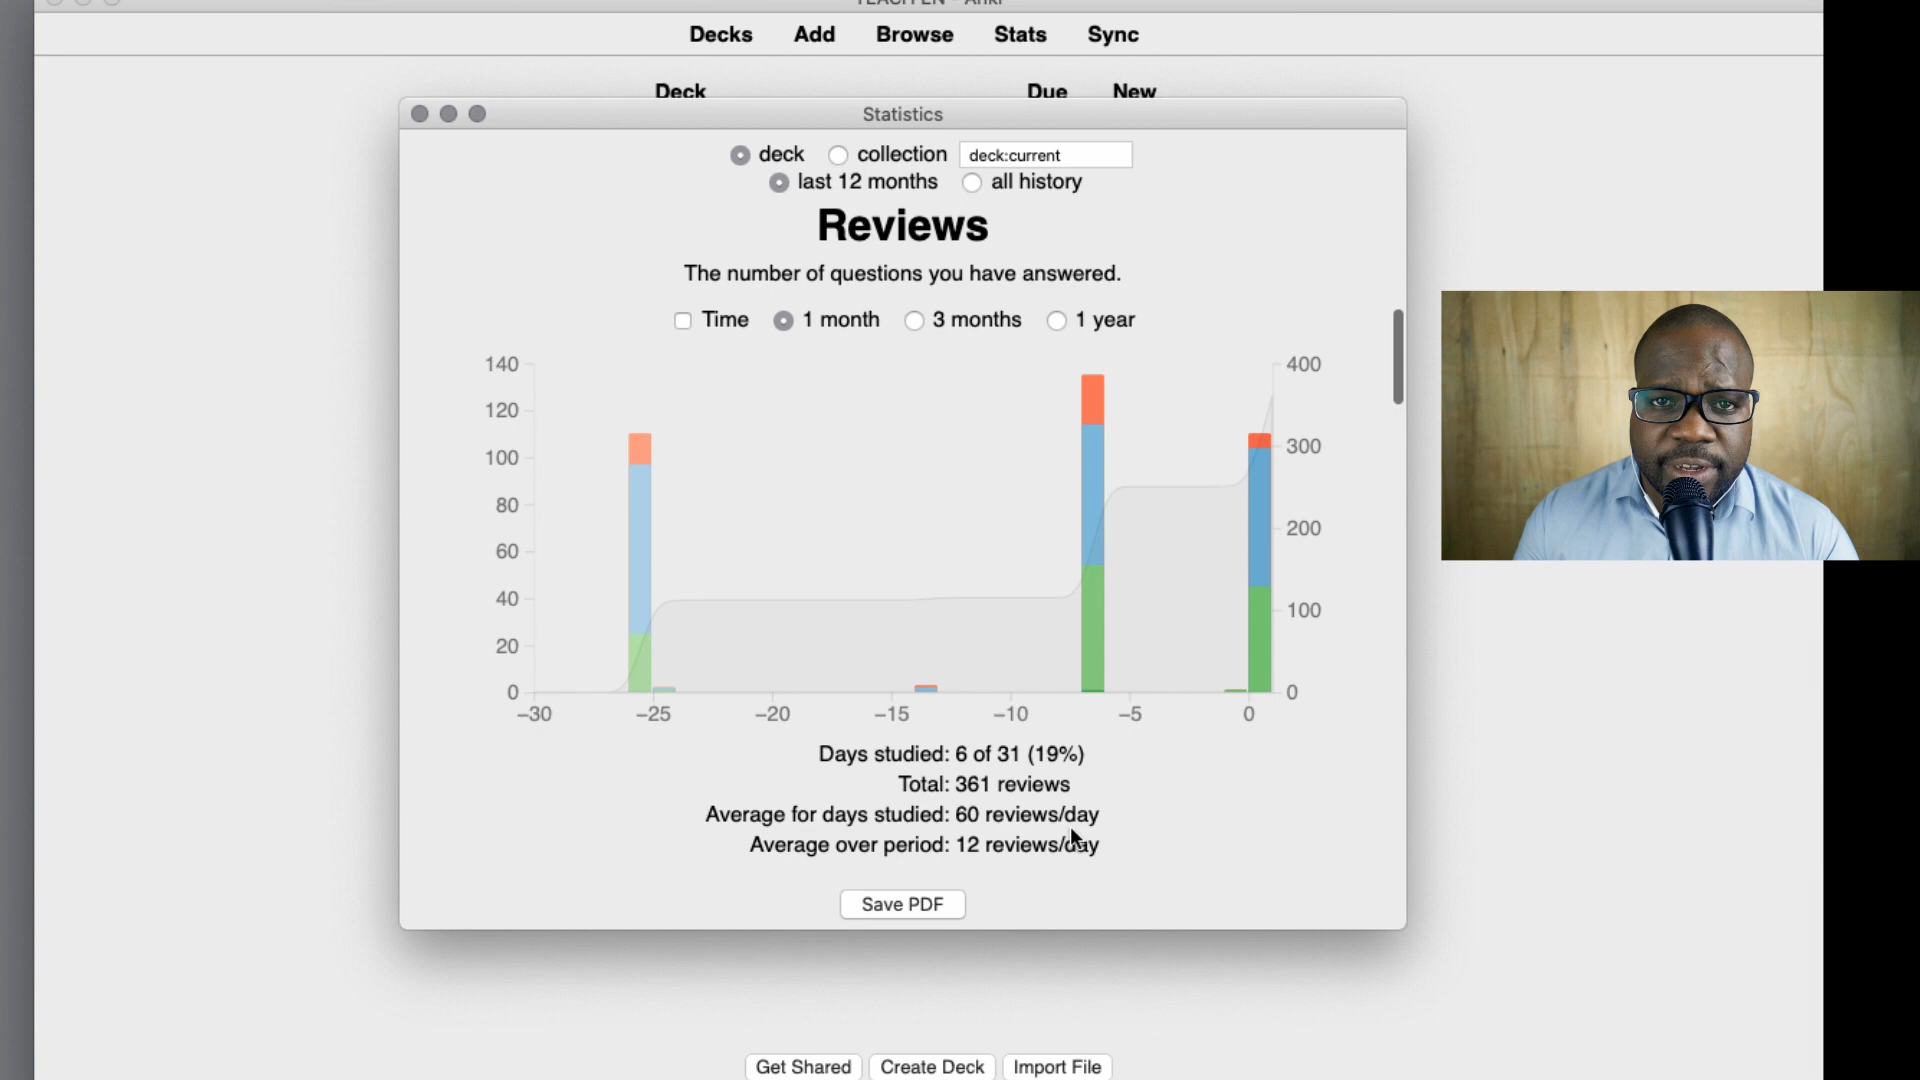 Decks Add Browse Stats Sync
Deck Due New
Statistics
deck collection deck:current
last 12 months all history
Reviews
The number of questions you have answered.
Time 1 month 3 months 1 year
140 400
120
100 300
80
60 200
40 100
20
0 0
−30 −25 −20 −15 −10 −5 0
Days studied: 6 of 31 (19%)
Total: 361 reviews
Average for days studied: 60 reviews/day
Average over period: 12 reviews/day
Save PDF
Get Shared Create Deck Import File